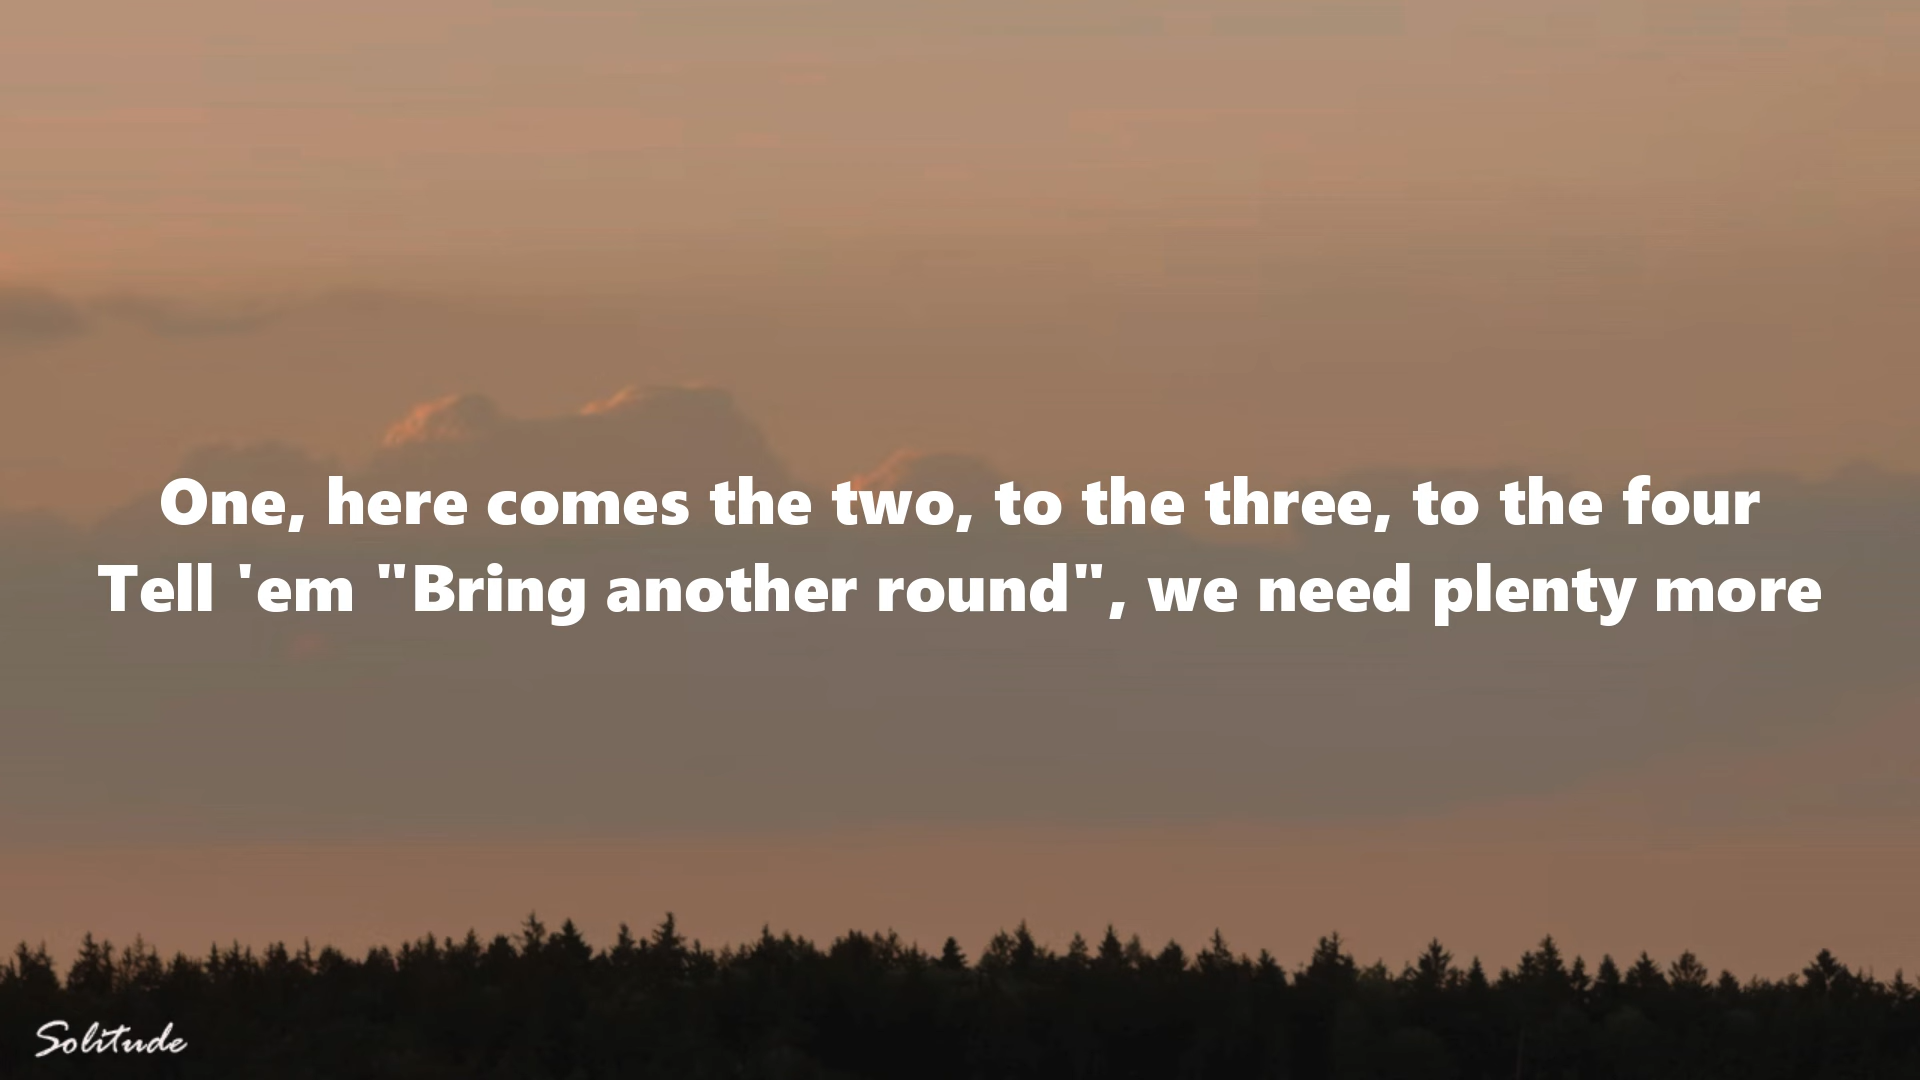 One, here comes the two, to the three, to the four
Tell 'em "Bring another round", we need plenty more
Solitude